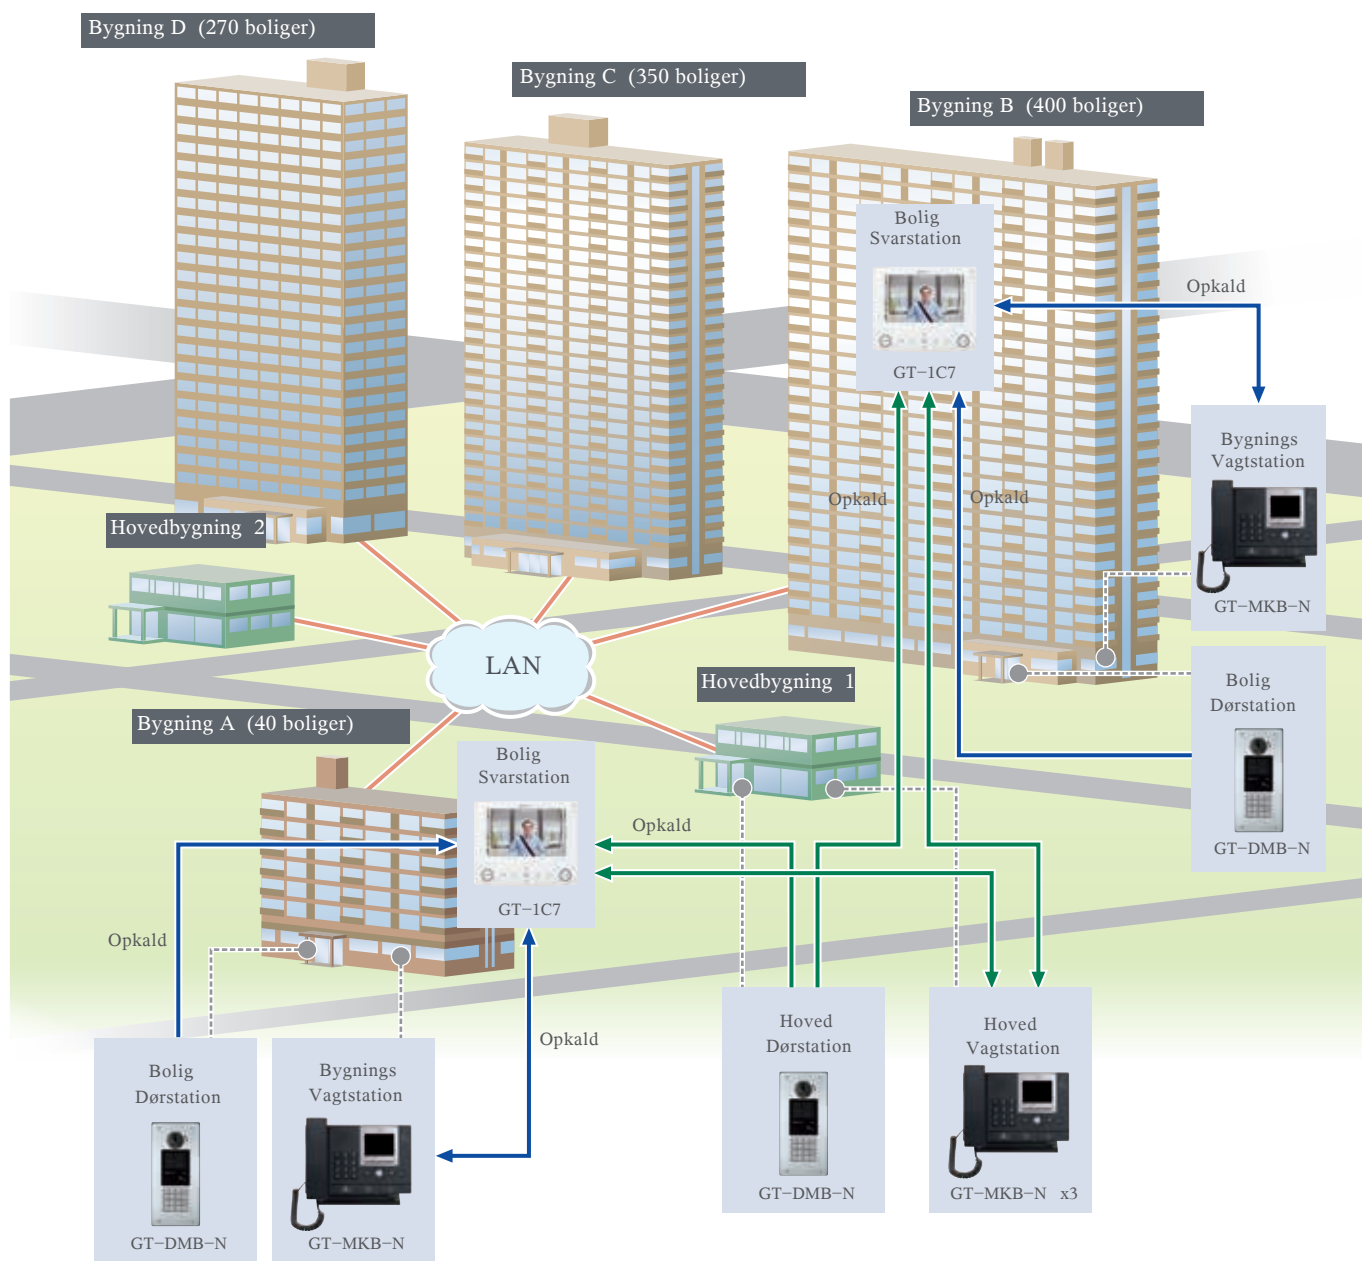 Bygning D (270 boliger)
Bygning C (350 boliger)
Bygning B (400 boliger)
Bolig
Svarstation
GT-1C7
Opkald
Bygnings
Vagtstation
GT-MKB-N
Opkald
Opkald
Hovedbygning 2
LAN
Hovedbygning 1
Bolig
Dørstation
GT-DMB-N
Bygning A (40 boliger)
Bolig
Svarstation
GT-1C7
Opkald
Opkald
Opkald
Bolig
Dørstation
GT-DMB-N
Bygnings
Vagtstation
GT-MKB-N
Hoved
Dørstation
GT-DMB-N
Hoved
Vagtstation
GT-MKB-N x3